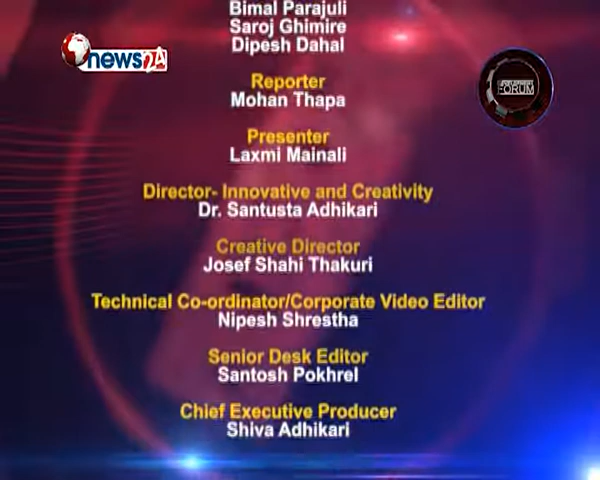 Bimal Parajuli
Saroj Ghimire
Dipesh Dahal
news24
FORUM
Reporter
Mohan Thapa
Presenter
Laxmi Mainali
Director- Innovative and Creativity
Dr. Santusta Adhikari
Creative Director
Josef Shahi Thakuri
Technical Co-ordinator/Corporate Video Editor
Nipesh Shrestha
Senior Desk Editor
Santosh Pokhrel
Chief Executive Producer
Shiva Adhikari